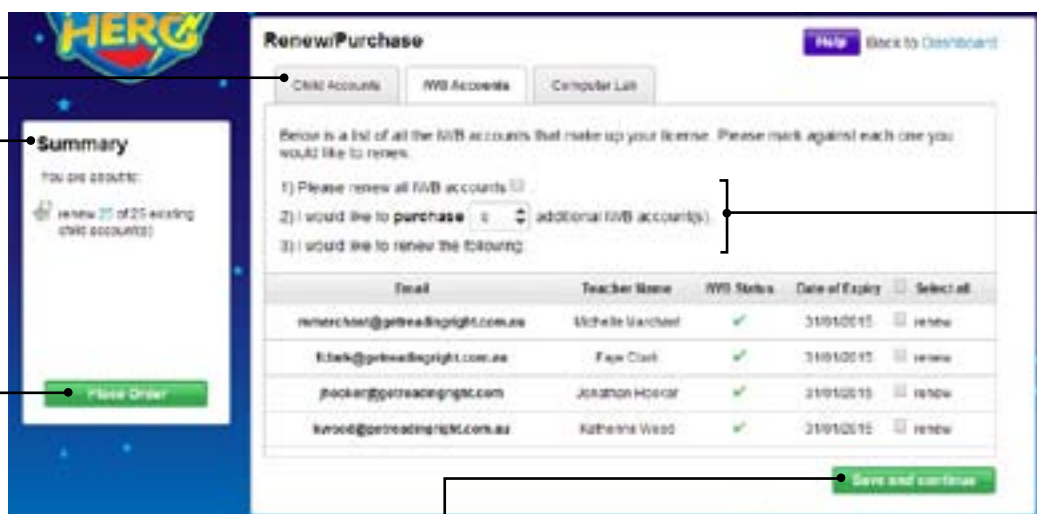 HERO
Renew/Purchase
Help Back to Dashboard
Child Accounts IWB Accounts Computer Lab
Summary
You are about to:
renew 25 of 25 existing
child account(s)
Place Order
Below is a list of all the IWB accounts that make up your license. Please mark against each one you
would like to renew.
1) Please renew all IWB accounts .
2) I would like to purchase additional IWB account(s).
3) I would like to renew the following:
Email Teacher Name IWB Status Date of Expiry Select all
mmerchant@getreadingright.com.au Michelle 31/01/2015 renew
@getreadingright.com.au Faye Clark 31/01/2015 renew
jhooker@getreadingright.com Jonathan Hooker 31/01/2015 renew
kwood@getreadingright.com.au Katherine Wood 31/01/2015 renew
Save and continue